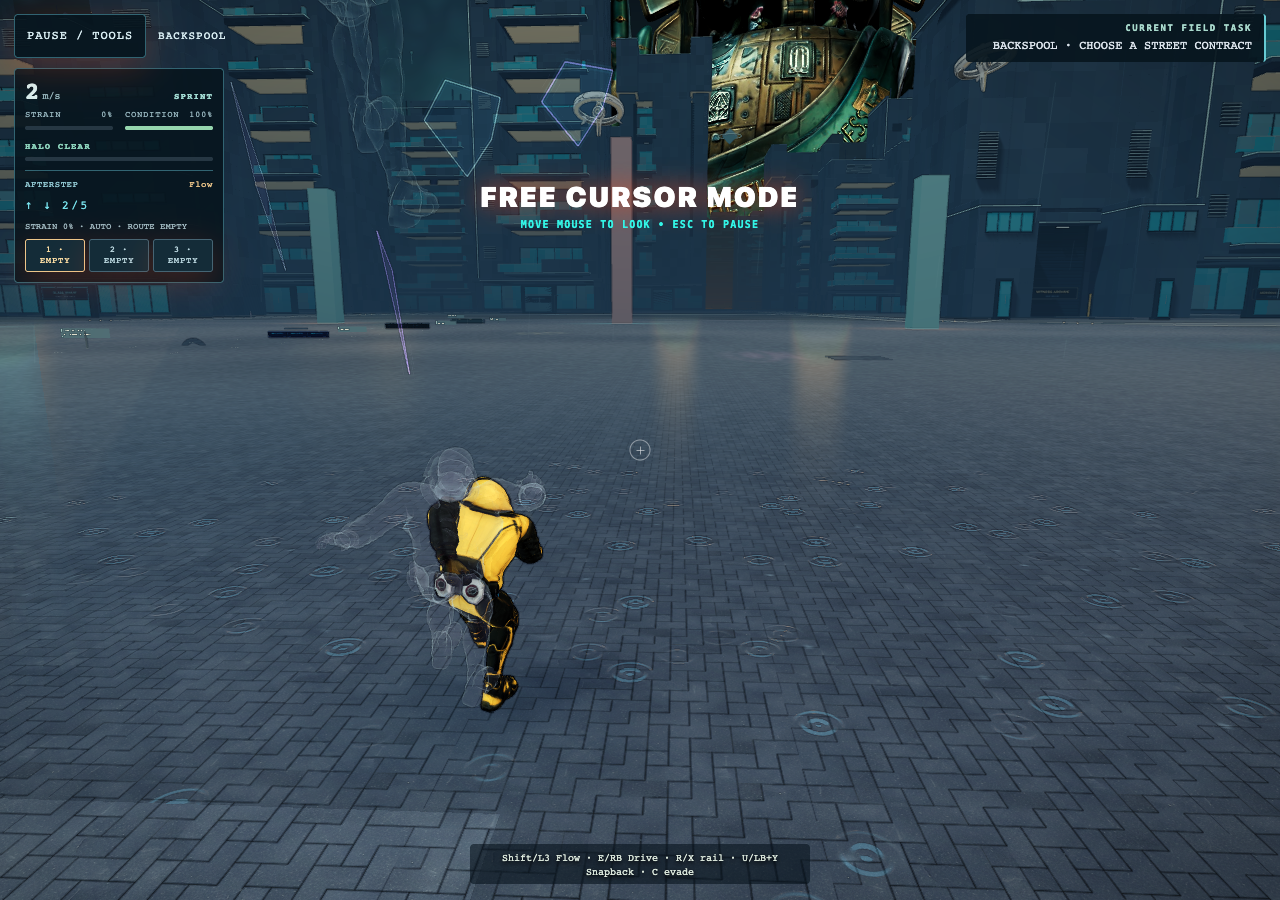 PAUSE / TOOLS
BACKSPOOL
CURRENT FIELD TASK
BACKSPOOL · CHOOSE A STREET CONTRACT
2 m/s
SPRINT
STRAIN 0%
CONDITION 100%
HALO CLEAR
AFTERSTEP
Flow
↑ ↓ 2/5
STRAIN 0% · AUTO · ROUTE EMPTY
1 · EMPTY
2 · EMPTY
3 · EMPTY
FREE CURSOR MODE
MOVE MOUSE TO LOOK • ESC TO PAUSE
Shift/L3 Flow · E/RB Drive · R/X rail · U/LB+Y
Snapback · C evade